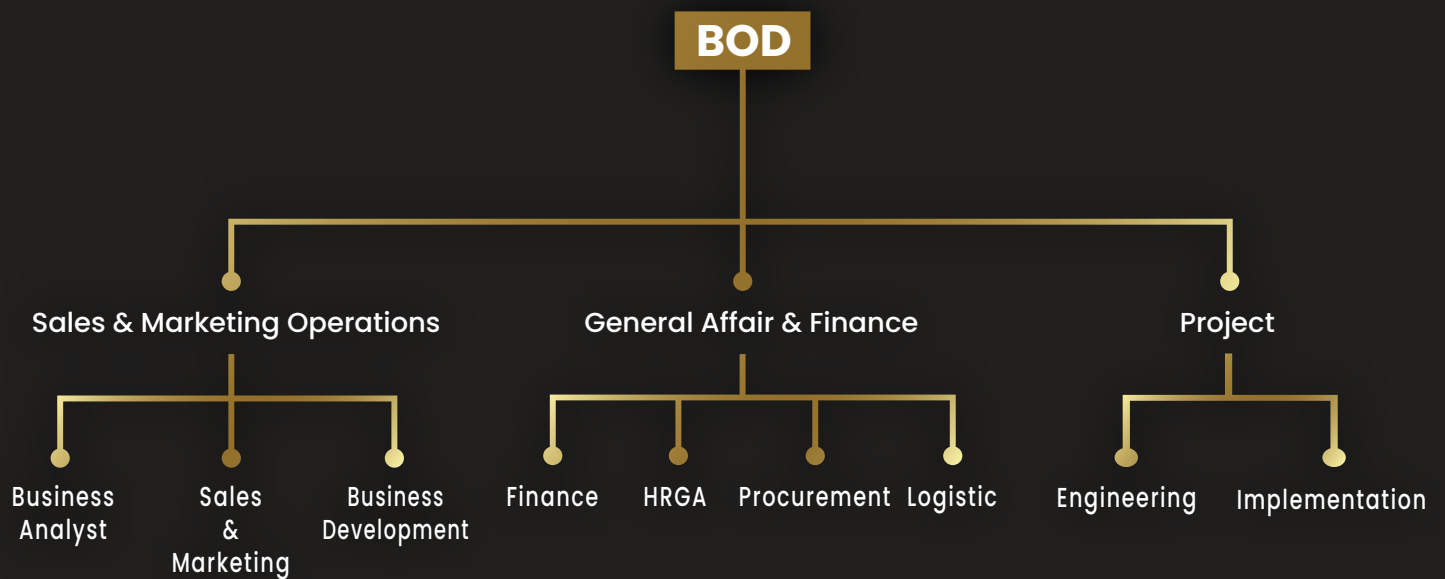 BOD
Sales & Marketing Operations
General Affair & Finance
Project
Business
Analyst
Sales
&
Marketing
Business
Development
Finance
HRGA
Procurement
Logistic
Engineering
Implementation